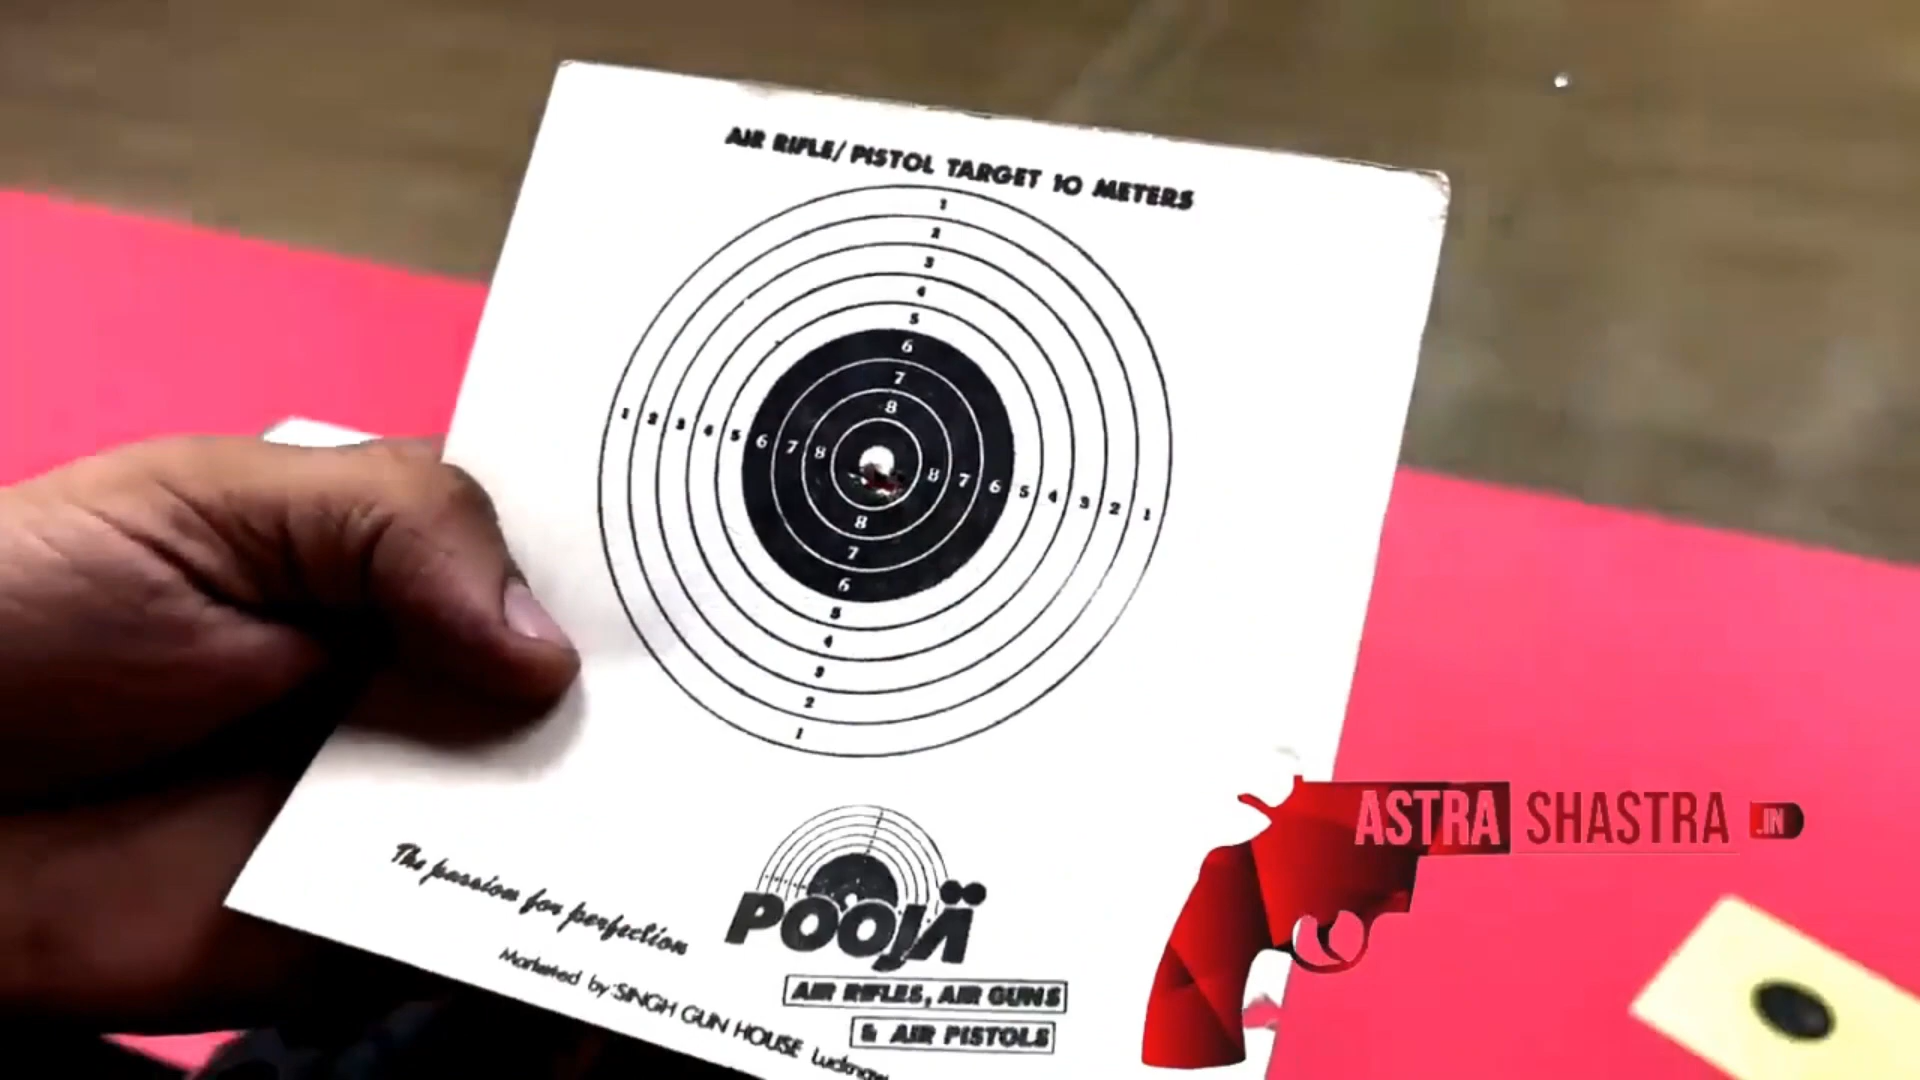 AIR RIFLE/ PISTOL TARGET 10 METERS
1
2
3
4
5
6
7
8
1 2 3 4 5 6 7 8 8 7 6 5 4 3 2 1
8
7
6
5
4
3
2
1
The passion for perfection
POOJA
Marketed by: SINGH GUN HOUSE Lucknow
AIR RIFLES, AIR GUNS
& AIR PISTOLS
ASTRA SHASTRA .IN